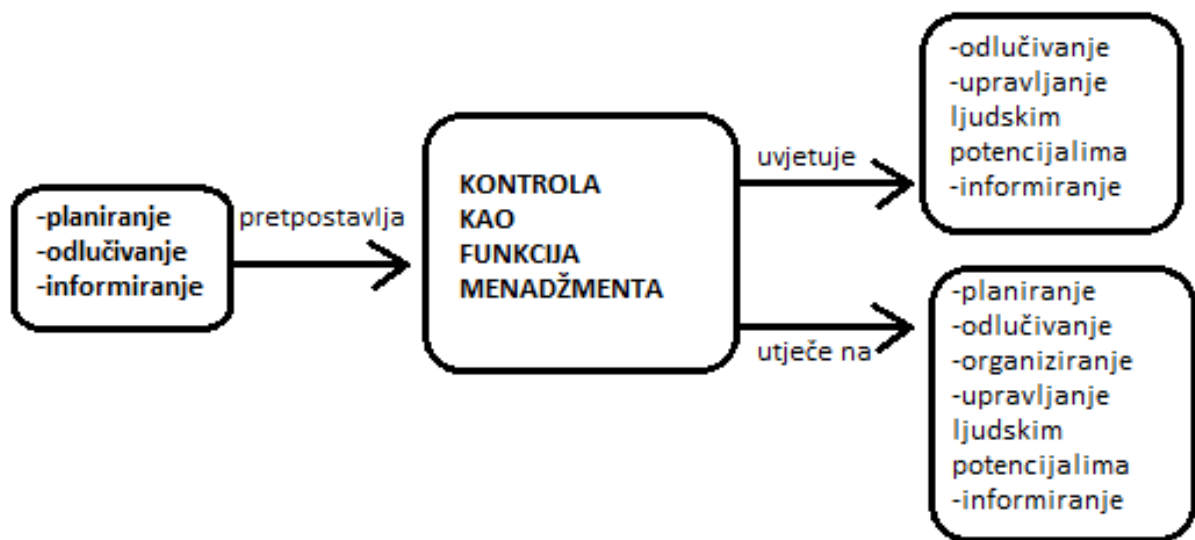 -planiranje
-odlučivanje
-informiranje
pretpostavlja
KONTROLA
KAO
FUNKCIJA
MENADŽMENTA
uvjetuje
-odlučivanje
-upravljanje
ljudskim
potencijalima
-informiranje
utječe na
-planiranje
-odlučivanje
-organiziranje
-upravljanje
ljudskim
potencijalima
-informiranje